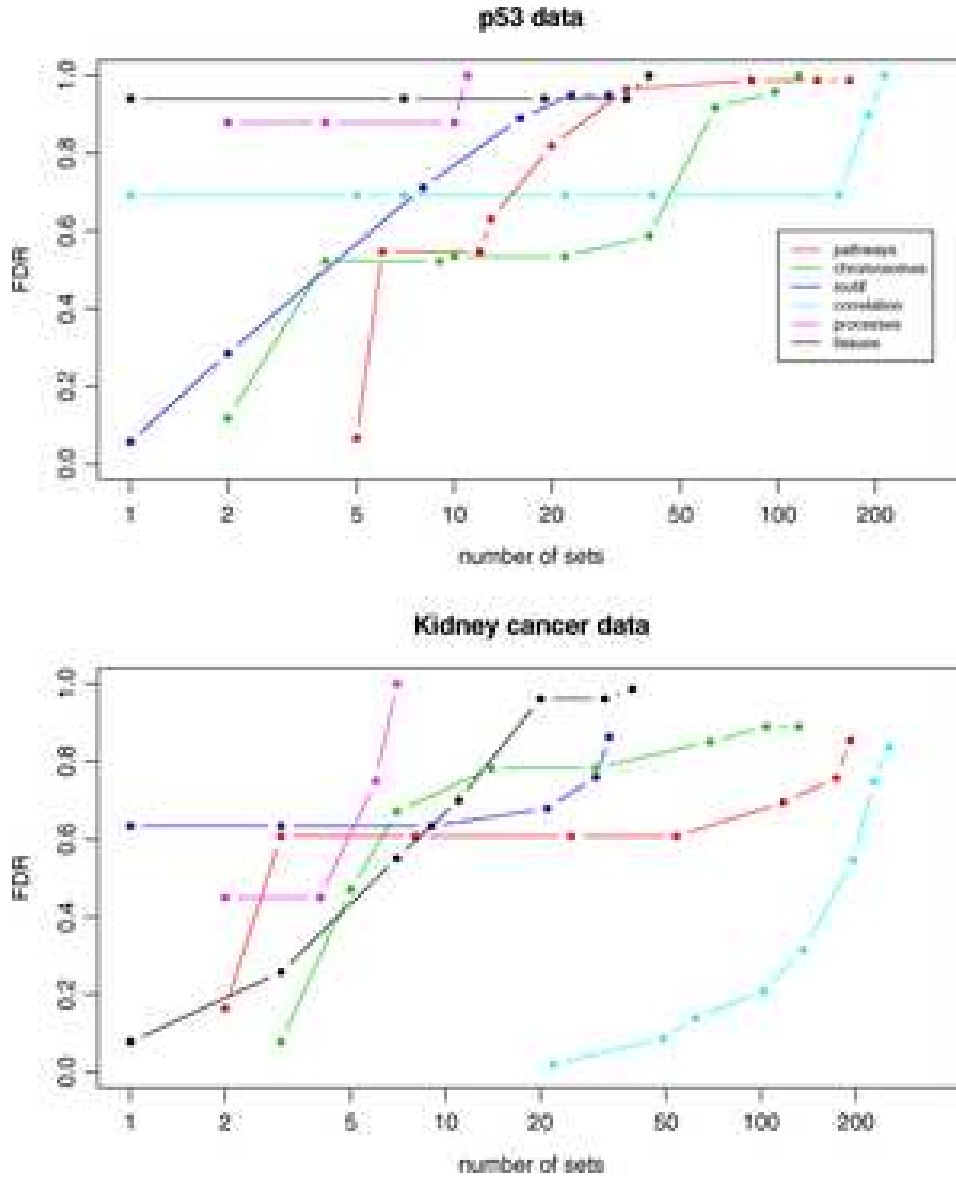 p53 data
1.0
0.8
0.6
0.4
0.2
0.0
FDR
pathways
chromosomes
motif
correlation
processes
tissues
1 2 5 10 20 50 100 200
number of sets
Kidney cancer data
1.0
0.8
0.6
0.4
0.2
0.0
FDR
1 2 5 10 20 50 100 200
number of sets